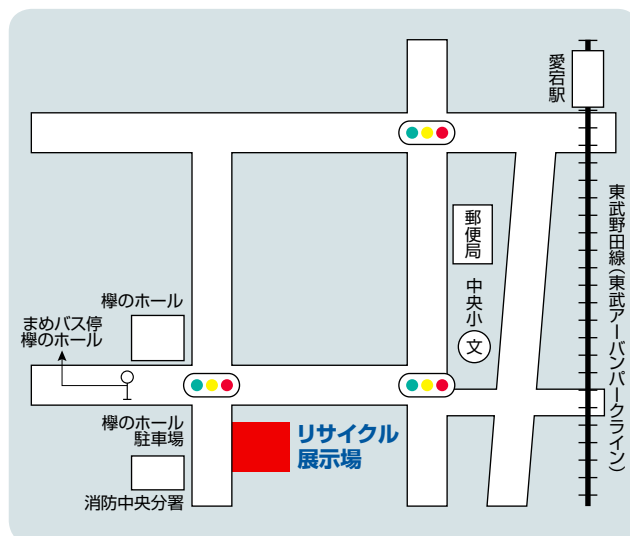 愛宕駅
郵便局
東武野田線(東武アーバンパークライン)
中央小
文
欅のホール
まめバス停
欅のホール
欅のホール
駐車場
リサイクル
展示場
消防中央分署